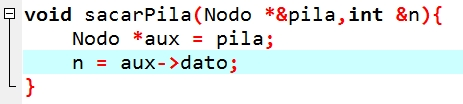 void sacarPila(Nodo *&pila,int &n){
    Nodo *aux = pila;
    n = aux->dato;
}